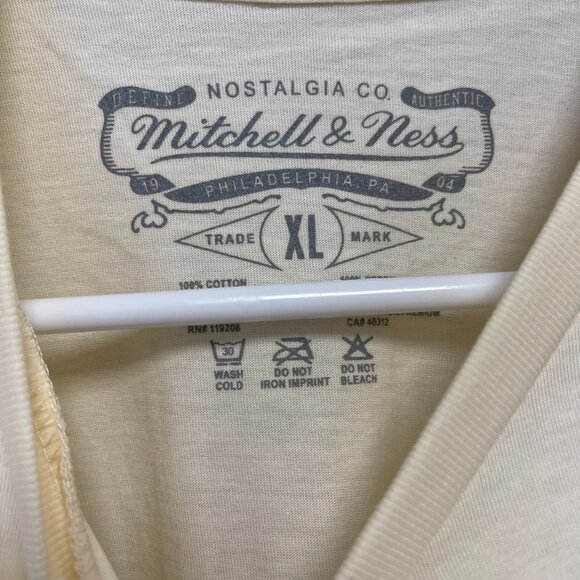 NOSTALGIA CO.
DEFINE AUTHENTIC
Mitchell & Ness
19 PHILADELPHIA, PA 04
TRADE XL MARK
100% COTTON
RN# 119208 CA# 40312
30
WASH COLD
DO NOT IRON IMPRINT
DO NOT BLEACH